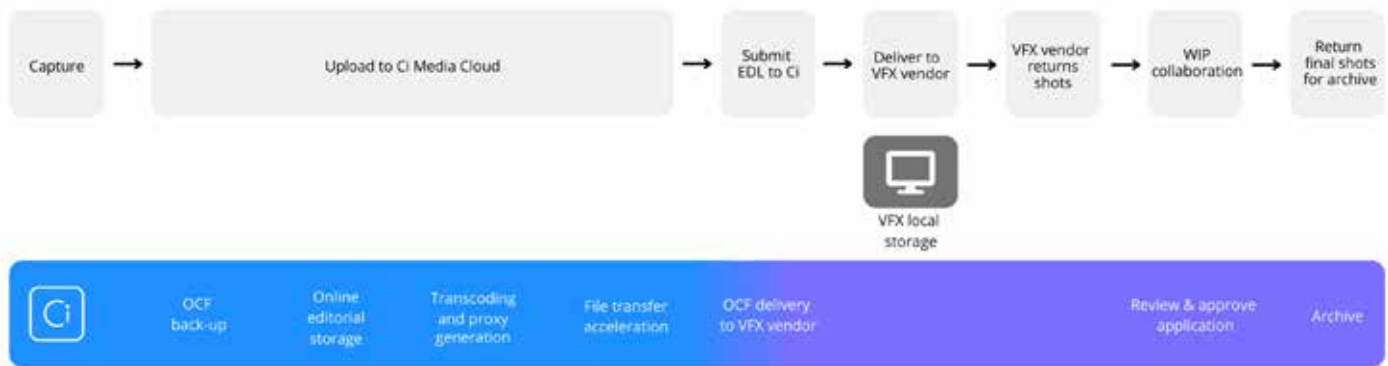 Capture
Upload to Ci Media Cloud
Submit
EDL to Ci
Deliver to
VFX vendor
VFX vendor
returns
shots
WIP
collaboration
Return
final shots
for archive
VFX local
storage
Ci
OCF
back-up
Online
editorial
storage
Transcoding
and proxy
generation
File transfer
acceleration
OCF delivery
to VFX vendor
Review & approve
application
Archive